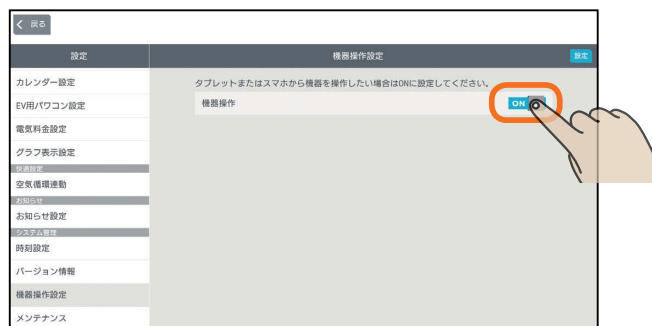 戻る
設定
機器操作設定
設定
カレンダー設定
タブレットまたはスマホから機器を操作したい場合はONに設定してください。
EV用パワコン設定
機器操作
ON
電気料金設定
グラフ表示設定
快適設定
空気循環連動
お知らせ
お知らせ設定
システム管理
時刻設定
バージョン情報
機器操作設定
メンテナンス